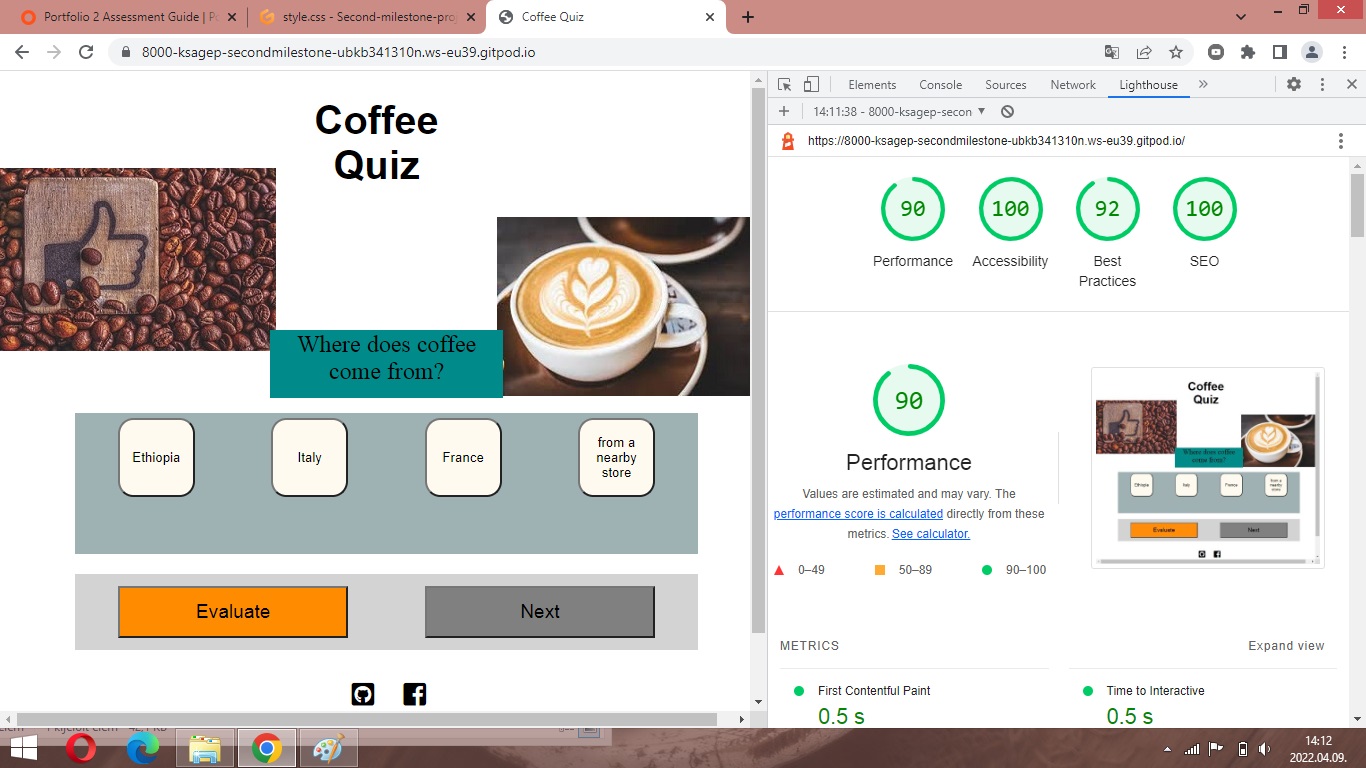 Portfolio 2 Assessment Guide | Po
style.css - Second-milestone-proj
Coffee Quiz
8000-ksagep-secondmilestone-ubkb341310n.ws-eu39.gitpod.io
Elements
Console
Sources
Network
Lighthouse
14:11:38 - 8000-ksagep-secon
https://8000-ksagep-secondmilestone-ubkb341310n.ws-eu39.gitpod.io/
Coffee
Quiz
Where does coffee
come from?
Ethiopia
Italy
France
from a
nearby
store
Evaluate
Next
90
100
92
100
Performance
Accessibility
Best
Practices
SEO
90
Performance
Values are estimated and may vary. The
performance score is calculated directly from these
metrics. See calculator.
0–49
50–89
90–100
Coffee
Quiz
Where does coffee
come from?
Ethiopia
Italy
France
from a
nearby
store
Evaluate
Next
METRICS
Expand view
First Contentful Paint
0.5 s
Time to Interactive
0.5 s
14:12
2022.04.09.